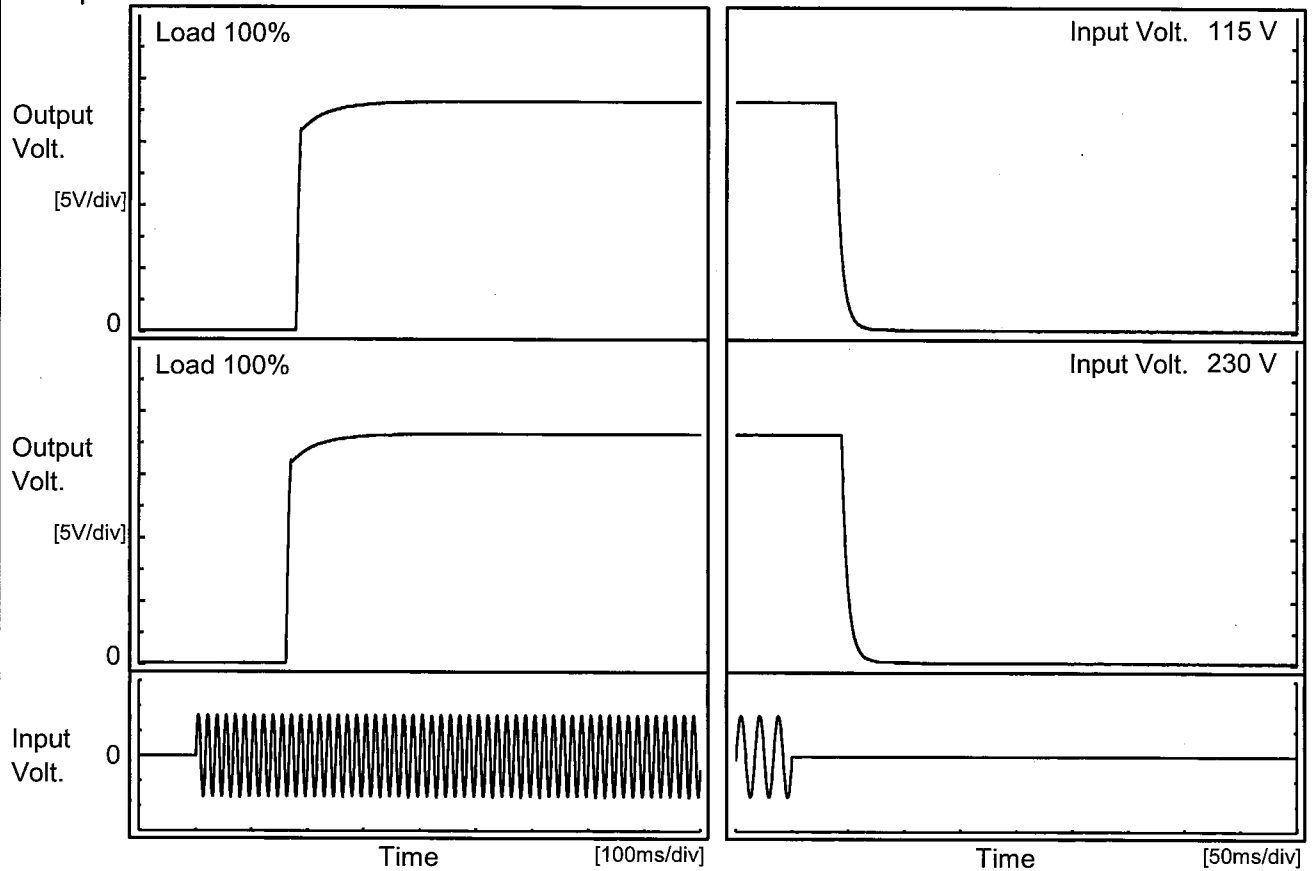 Load 100%
Input Volt. 115 V
Output
Volt.
[5V/div]
0
Load 100%
Input Volt. 230 V
Output
Volt.
[5V/div]
0
Input
Volt.
0
Time
[100ms/div]
Time
[50ms/div]